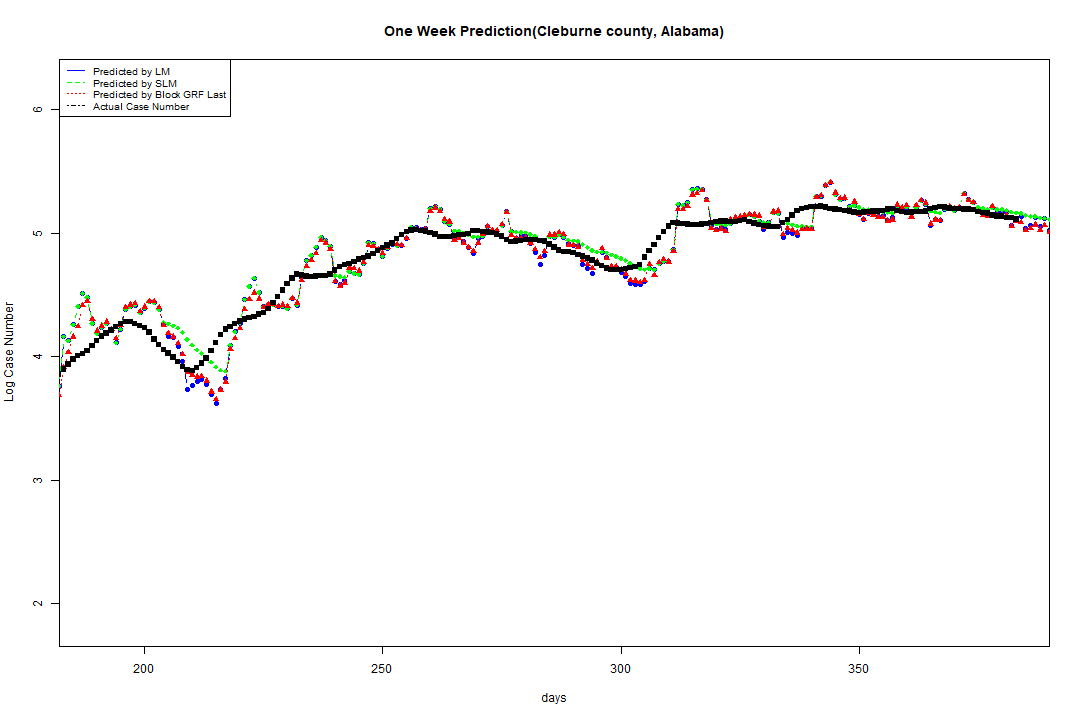 One Week Prediction(Cleburne county, Alabama)
Predicted by LM
Predicted by SLM
Predicted by Block GRF Last
Actual Case Number
6
5
4
3
2
Log Case Number
200
250
300
350
days